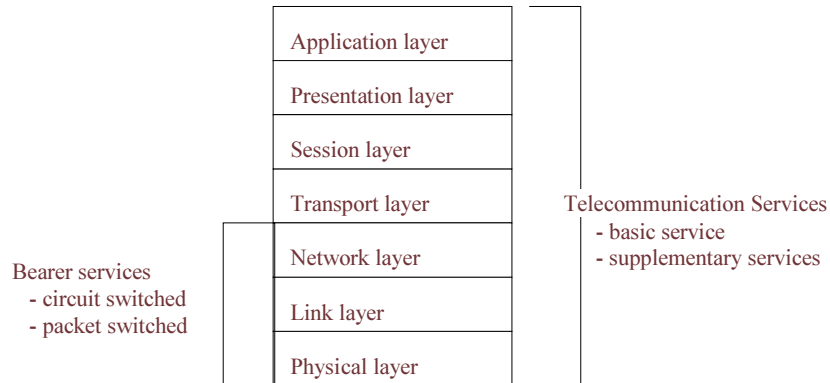 Application layer
Presentation layer
Session layer
Transport layer
Network layer
Link layer
Physical layer
Bearer services
- circuit switched
- packet switched
Telecommunication Services
- basic service
- supplementary services